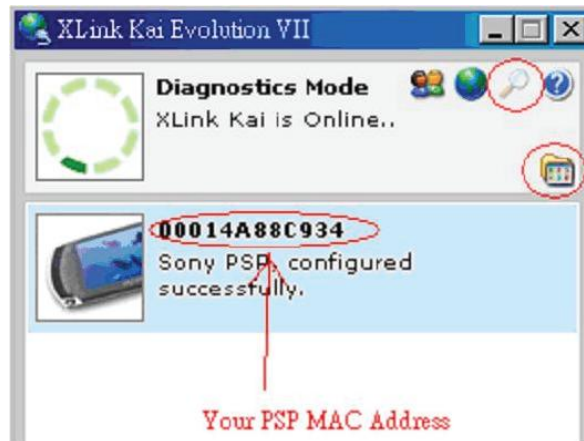 XLink Kai Evolution VII
Diagnostics Mode
XLink Kai is Online..
00014A88C934
Sony PSP, configured
successfully.
Your PSP MAC Address